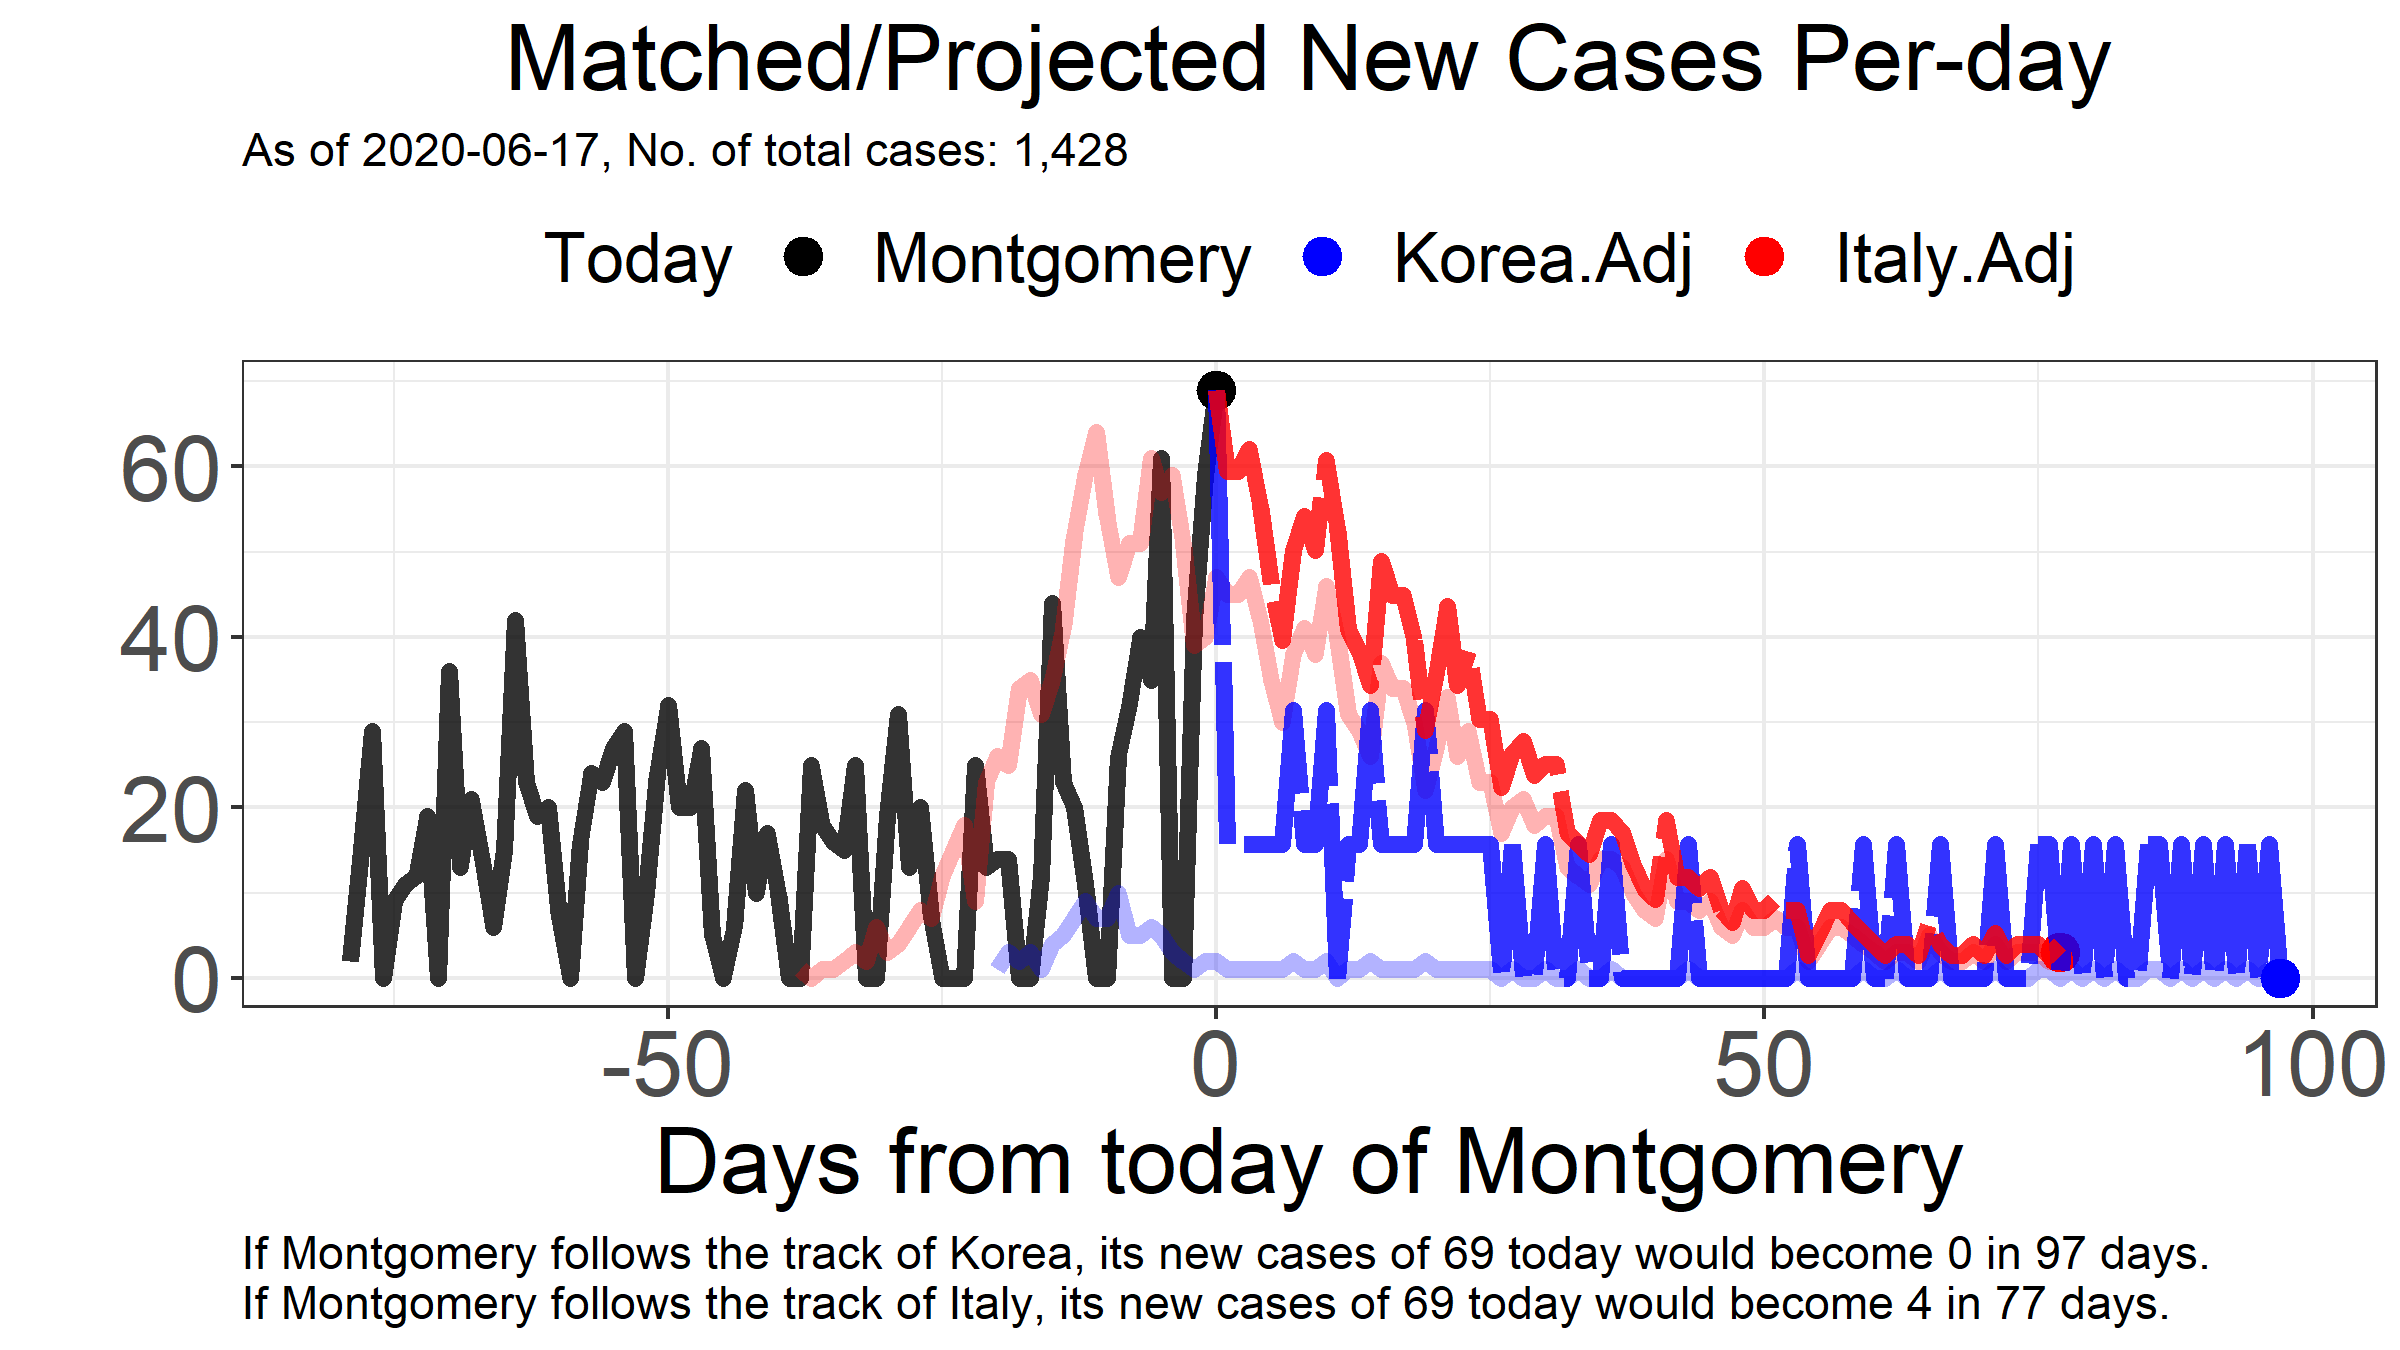 Matched/Projected New Cases Per-day
As of 2020-06-17, No. of total cases: 1,428
Today Montgomery Korea.Adj Italy.Adj
60
40
20
0
-50 0 50 100
Days from today of Montgomery
If Montgomery follows the track of Korea, its new cases of 69 today would become 0 in 97 days.
If Montgomery follows the track of Italy, its new cases of 69 today would become 4 in 77 days.